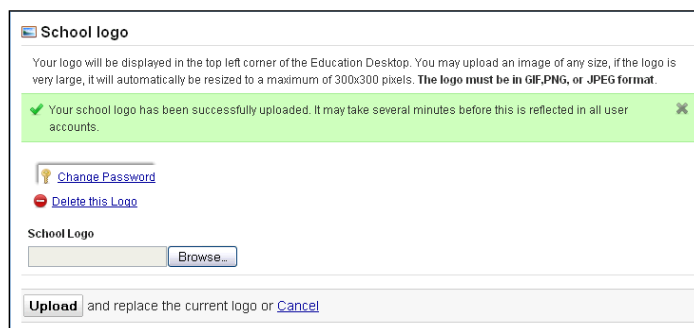 School logo
Your logo will be displayed in the top left corner of the Education Desktop. You may upload an image of any size, if the logo is
very large, it will automatically be resized to a maximum of 300x300 pixels. The logo must be in GIF,PNG, or JPEG format.
Your school logo has been successfully uploaded. It may take several minutes before this is reflected in all user
accounts.
Change Password
Delete this Logo
School Logo
Browse...
Upload and replace the current logo or Cancel